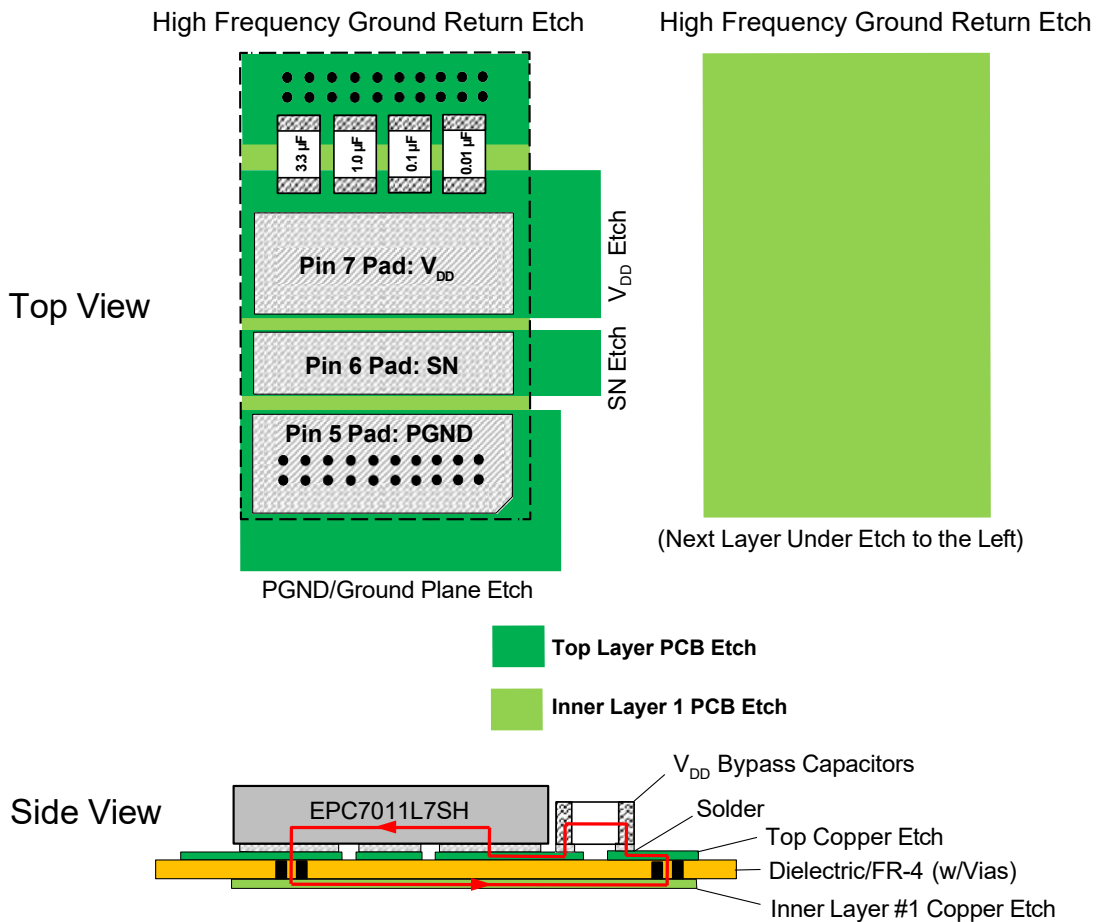 High Frequency Ground Return Etch
High Frequency Ground Return Etch
3.3 µF
1.0 µF
0.1 µF
0.01 µF
Top View
Pin 7 Pad: VDD
VDD Etch
Pin 6 Pad: SN
SN Etch
Pin 5 Pad: PGND
(Next Layer Under Etch to the Left)
PGND/Ground Plane Etch
Top Layer PCB Etch
Inner Layer 1 PCB Etch
Side View
EPC7011L7SH
VDD Bypass Capacitors
Solder
Top Copper Etch
Dielectric/FR-4 (w/Vias)
Inner Layer #1 Copper Etch